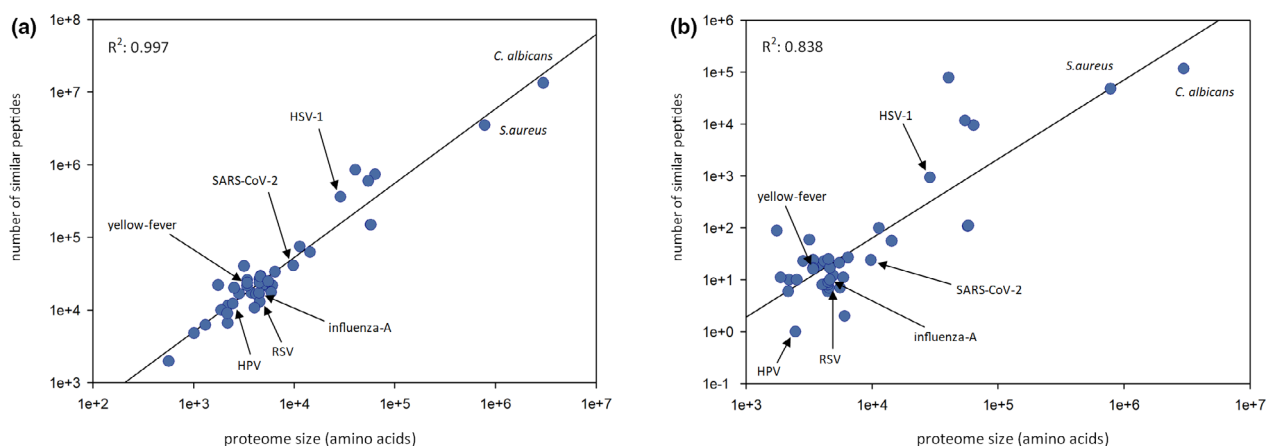 (a)
R²: 0.997
number of similar peptides
1e+8
1e+7
1e+6
1e+5
1e+4
1e+3
C. albicans
S.aureus
HSV-1
SARS-CoV-2
yellow-fever
influenza-A
RSV
HPV
1e+2
1e+3
1e+4
1e+5
1e+6
1e+7
proteome size (amino acids)
(b)
R²: 0.838
number of similar peptides
1e+6
1e+5
1e+4
1e+3
1e+2
1e+1
1e+0
1e-1
S.aureus
C. albicans
HSV-1
yellow-fever
SARS-CoV-2
influenza-A
RSV
HPV
1e+3
1e+4
1e+5
1e+6
1e+7
proteome size (amino acids)